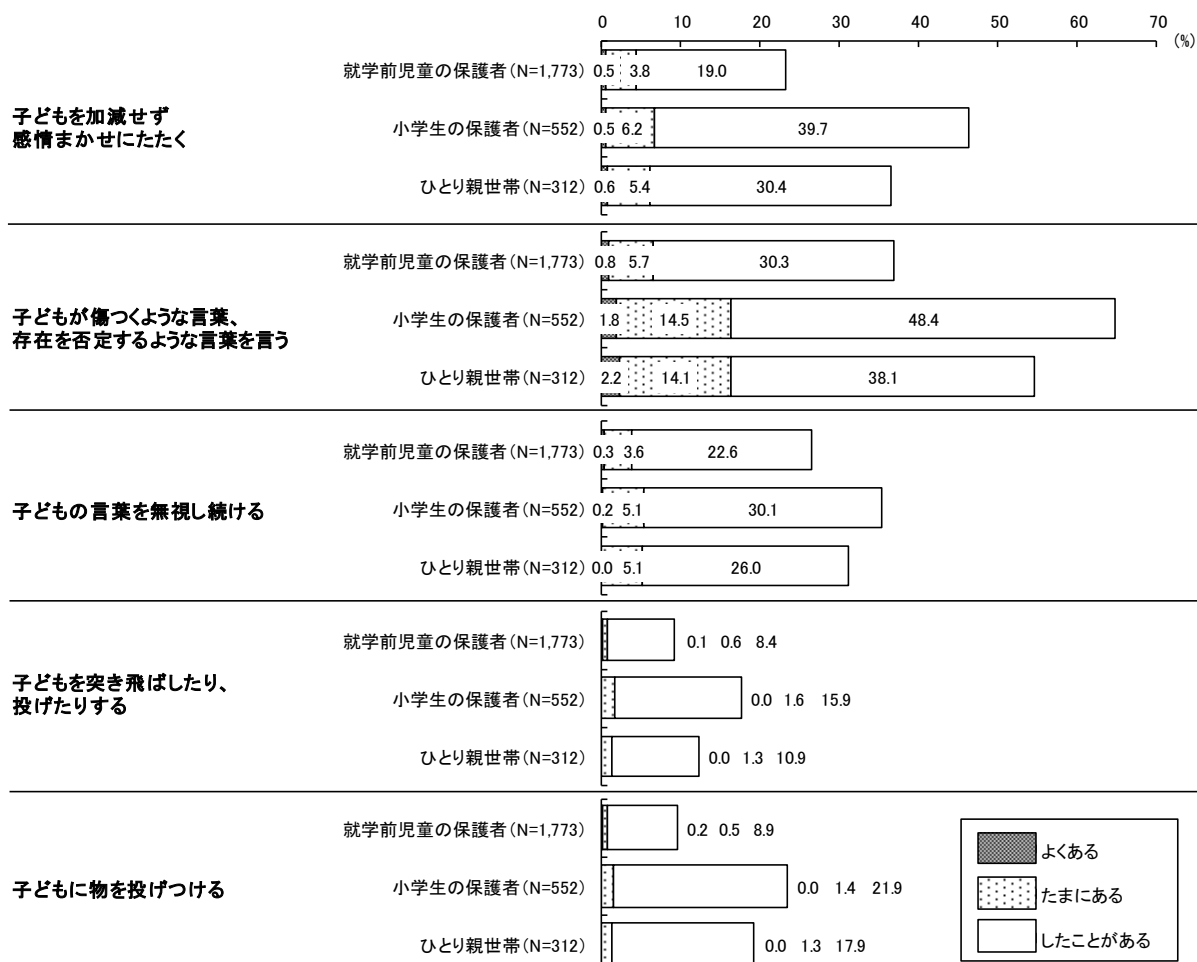 0 10 20 30 40 50 60 70
(%)
子どもを加減せず
感情まかせにたたく
就学前児童の保護者(N=1,773) 0.5 3.8 19.0
小学生の保護者(N=552) 0.5 6.2 39.7
ひとり親世帯(N=312) 0.6 5.4 30.4
子どもが傷つくような言葉、
存在を否定するような言葉を言う
就学前児童の保護者(N=1,773) 0.8 5.7 30.3
小学生の保護者(N=552) 1.8 14.5 48.4
ひとり親世帯(N=312) 2.2 14.1 38.1
子どもの言葉を無視し続ける
就学前児童の保護者(N=1,773) 0.3 3.6 22.6
小学生の保護者(N=552) 0.2 5.1 30.1
ひとり親世帯(N=312) 0.0 5.1 26.0
子どもを突き飛ばしたり、
投げたりする
就学前児童の保護者(N=1,773) 0.1 0.6 8.4
小学生の保護者(N=552) 0.0 1.6 15.9
ひとり親世帯(N=312) 0.0 1.3 10.9
子どもに物を投げつける
就学前児童の保護者(N=1,773) 0.2 0.5 8.9
小学生の保護者(N=552) 0.0 1.4 21.9
ひとり親世帯(N=312) 0.0 1.3 17.9
よくある
たまにある
したことがある